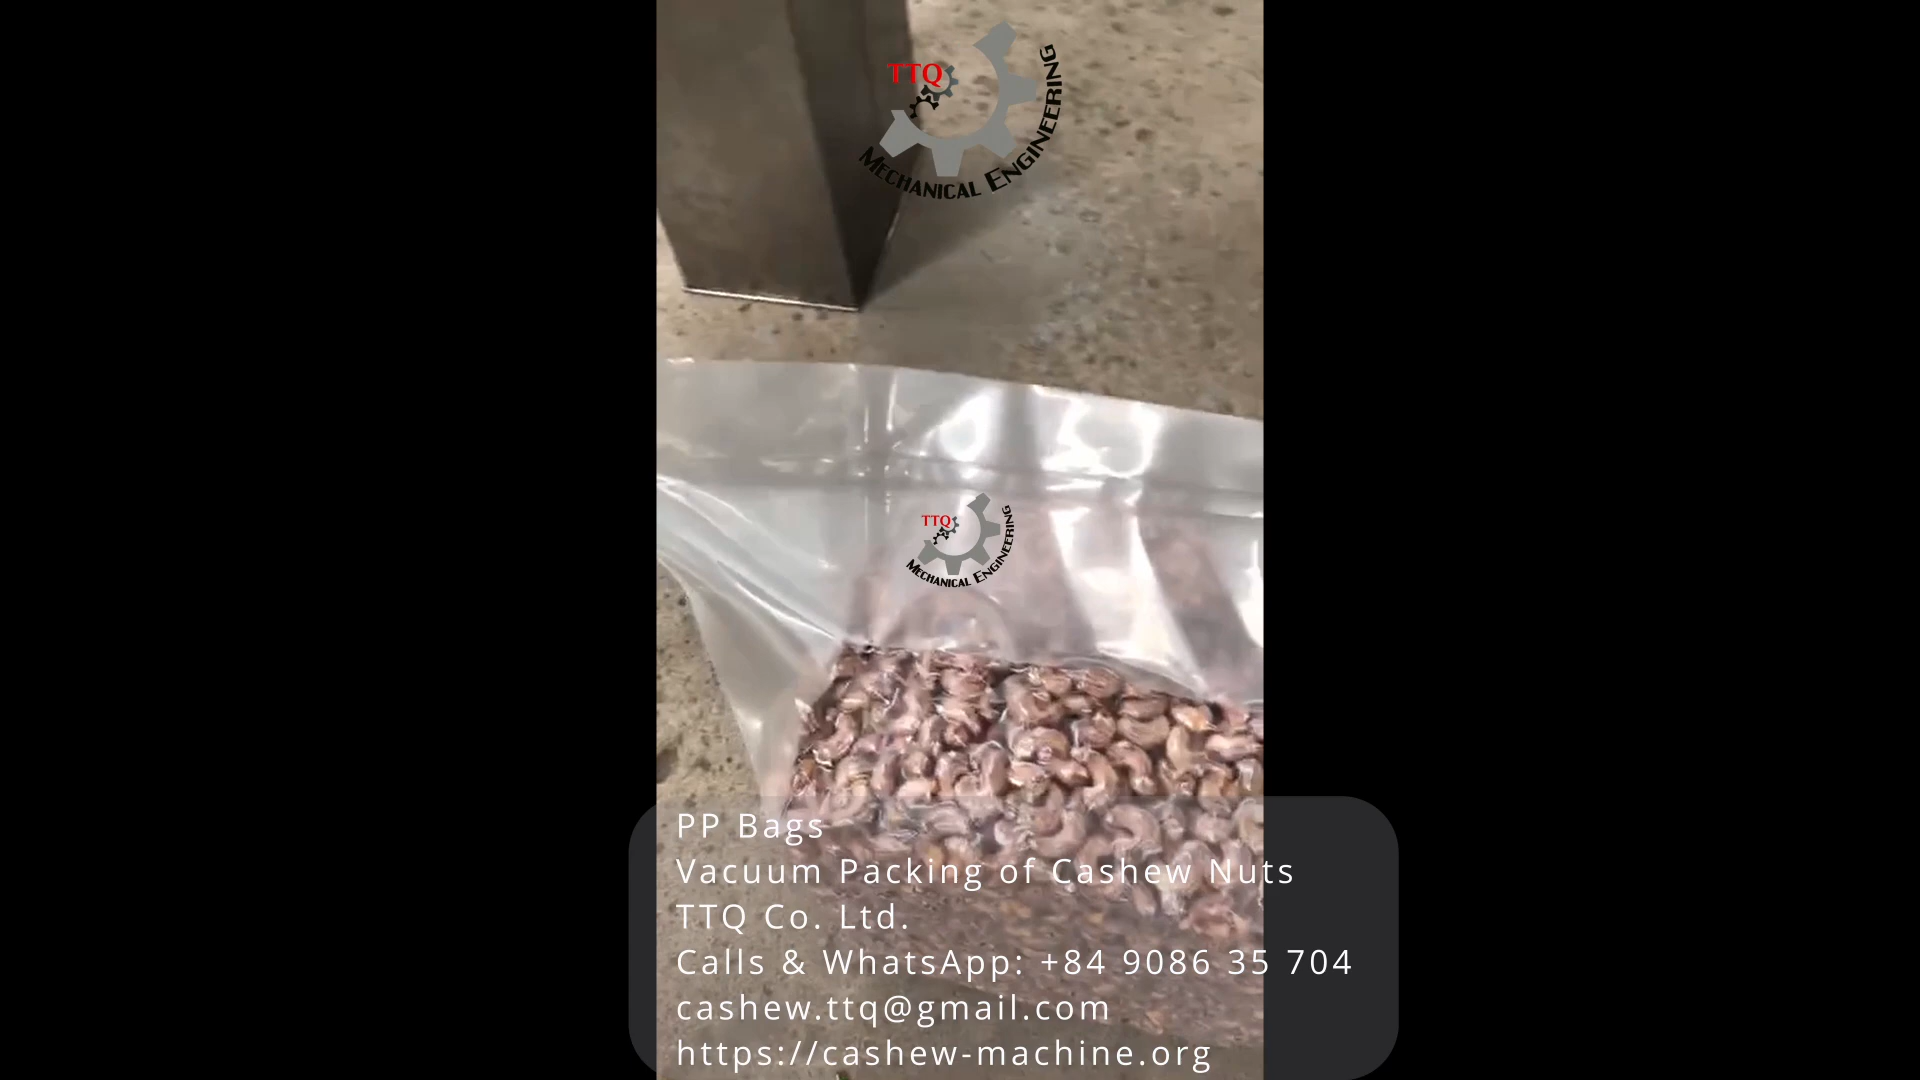 TTQ
MECHANICAL ENGINEERING
TTQ
MECHANICAL ENGINEERING
PP Bags
Vacuum Packing of Cashew Nuts
TTQ Co. Ltd.
Calls & WhatsApp: +84 9086 35 704
cashew.ttq@gmail.com
https://cashew-machine.org